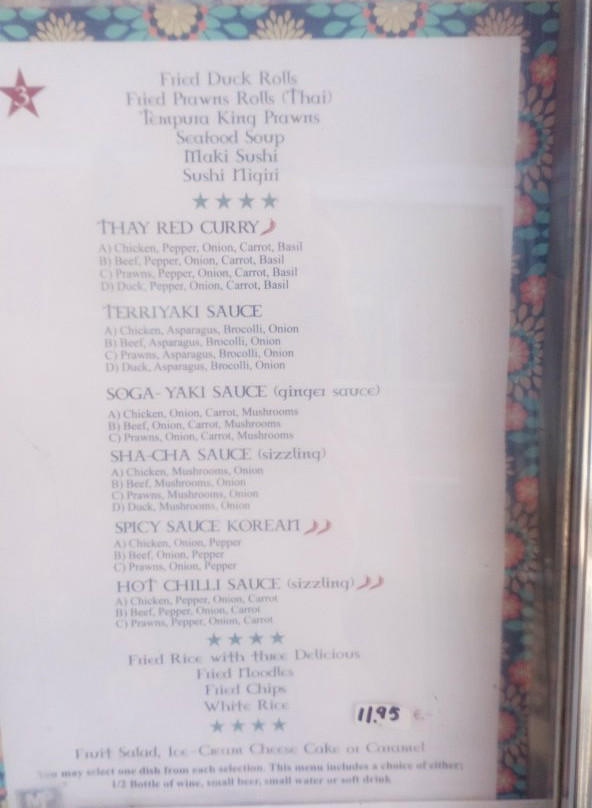 3
Fried Duck Rolls
Fried Prawns Rolls (Thai)
Tempura King Prawns
Seafood Soup
Maki Sushi
Sushi Nigiri
THAY RED CURRY
A) Chicken, Pepper, Onion, Carrot, Basil
B) Beef, Pepper, Onion, Carrot, Basil
C) Prawns, Pepper, Onion, Carrot, Basil
D) Duck, Pepper, Onion, Carrot, Basil
TERRIYAKI SAUCE
A) Chicken, Asparagus, Brocolli, Onion
B) Beef, Asparagus, Brocolli, Onion
C) Prawns, Asparagus, Brocolli, Onion
D) Duck, Asparagus, Brocolli, Onion
SOGA-YAKI SAUCE (ginger sauce)
A) Chicken, Onion, Carrot, Mushrooms
B) Beef, Onion, Carrot, Mushrooms
C) Prawns, Onion, Carrot, Mushrooms
SHA-CHA SAUCE (sizzling)
A) Chicken, Mushrooms, Onion
B) Beef, Mushrooms, Onion
C) Prawns, Mushrooms, Onion
D) Duck, Mushrooms, Onion
SPICY SAUCE KOREAN
A) Chicken, Onion, Pepper
B) Beef, Onion, Pepper
C) Prawns, Onion, Pepper
HOT CHILLI SAUCE (sizzling)
A) Chicken, Pepper, Onion, Carrot
B) Beef, Pepper, Onion, Carrot
C) Prawns, Pepper, Onion, Carrot
Fried Rice with three Delicious
Fried Noodles
Fried Chips
White Rice
11,95 €.-
Fruit Salad, Ice-Cream Cheese Cake or Caramel
You may select one dish from each selection. This menu includes a choice of either;
1/2 Bottle of wine, small beer, small water or soft drink